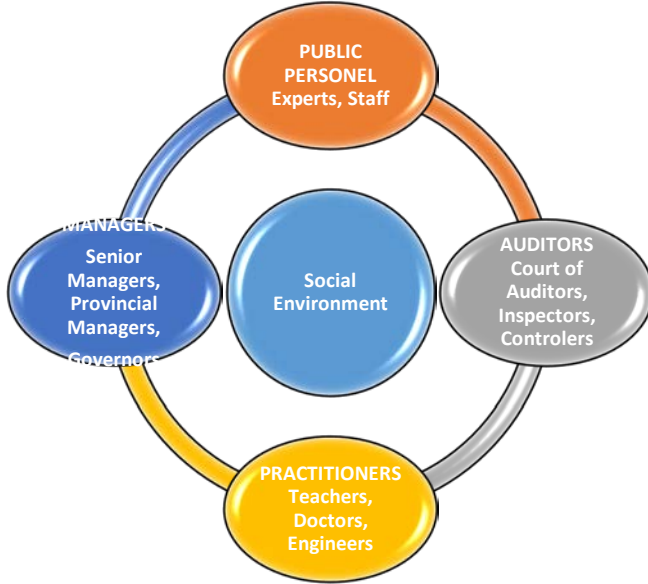 PUBLIC
PERSONEL
Experts, Staff
MANAGERS
Senior
Managers,
Provincial
Managers,
Governors
Social
Environment
AUDITORS
Court of
Auditors,
Inspectors,
Controlers
PRACTITIONERS
Teachers,
Doctors,
Engineers